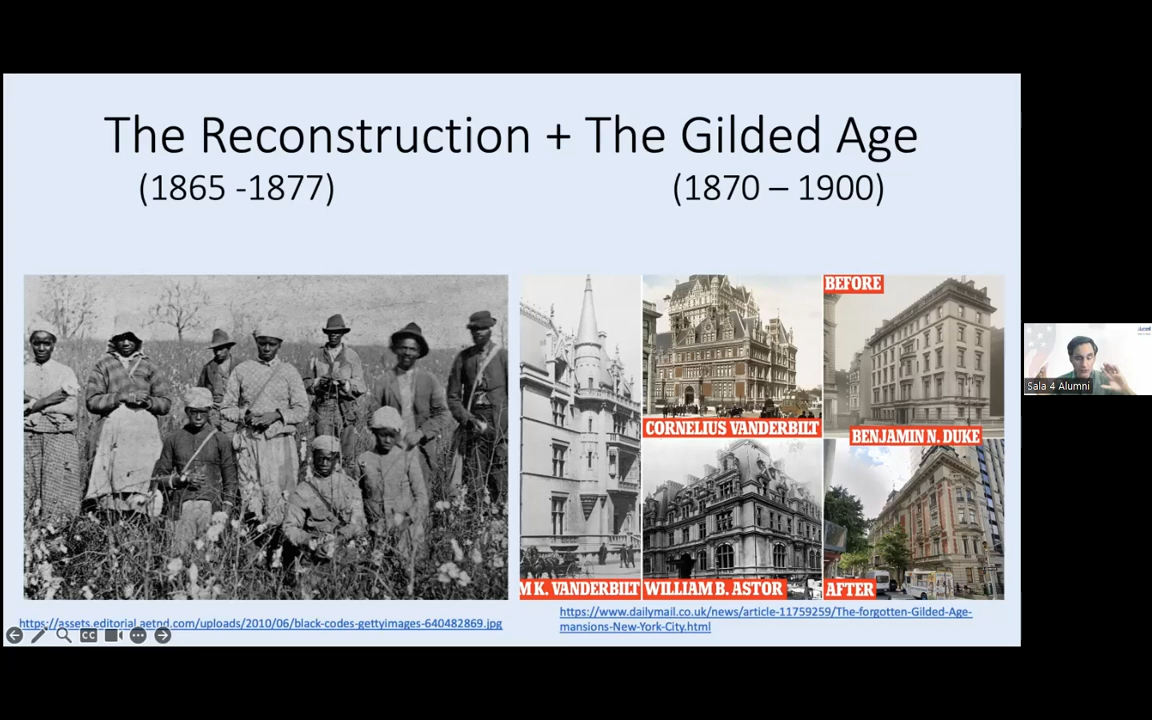 The Reconstruction + The Gilded Age
(1865 -1877)
(1870 – 1900)
BEFORE
CORNELIUS VANDERBILT
BENJAMIN N. DUKE
M K. VANDERBILT
WILLIAM B. ASTOR
AFTER
https://assets.editorial.aetnd.com/uploads/2010/06/black-codes-gettyimages-640482869.jpg
https://www.dailymail.co.uk/news/article-11759259/The-forgotten-Gilded-Age-
mansions-New-York-City.html
CC
Sala 4 Alumni